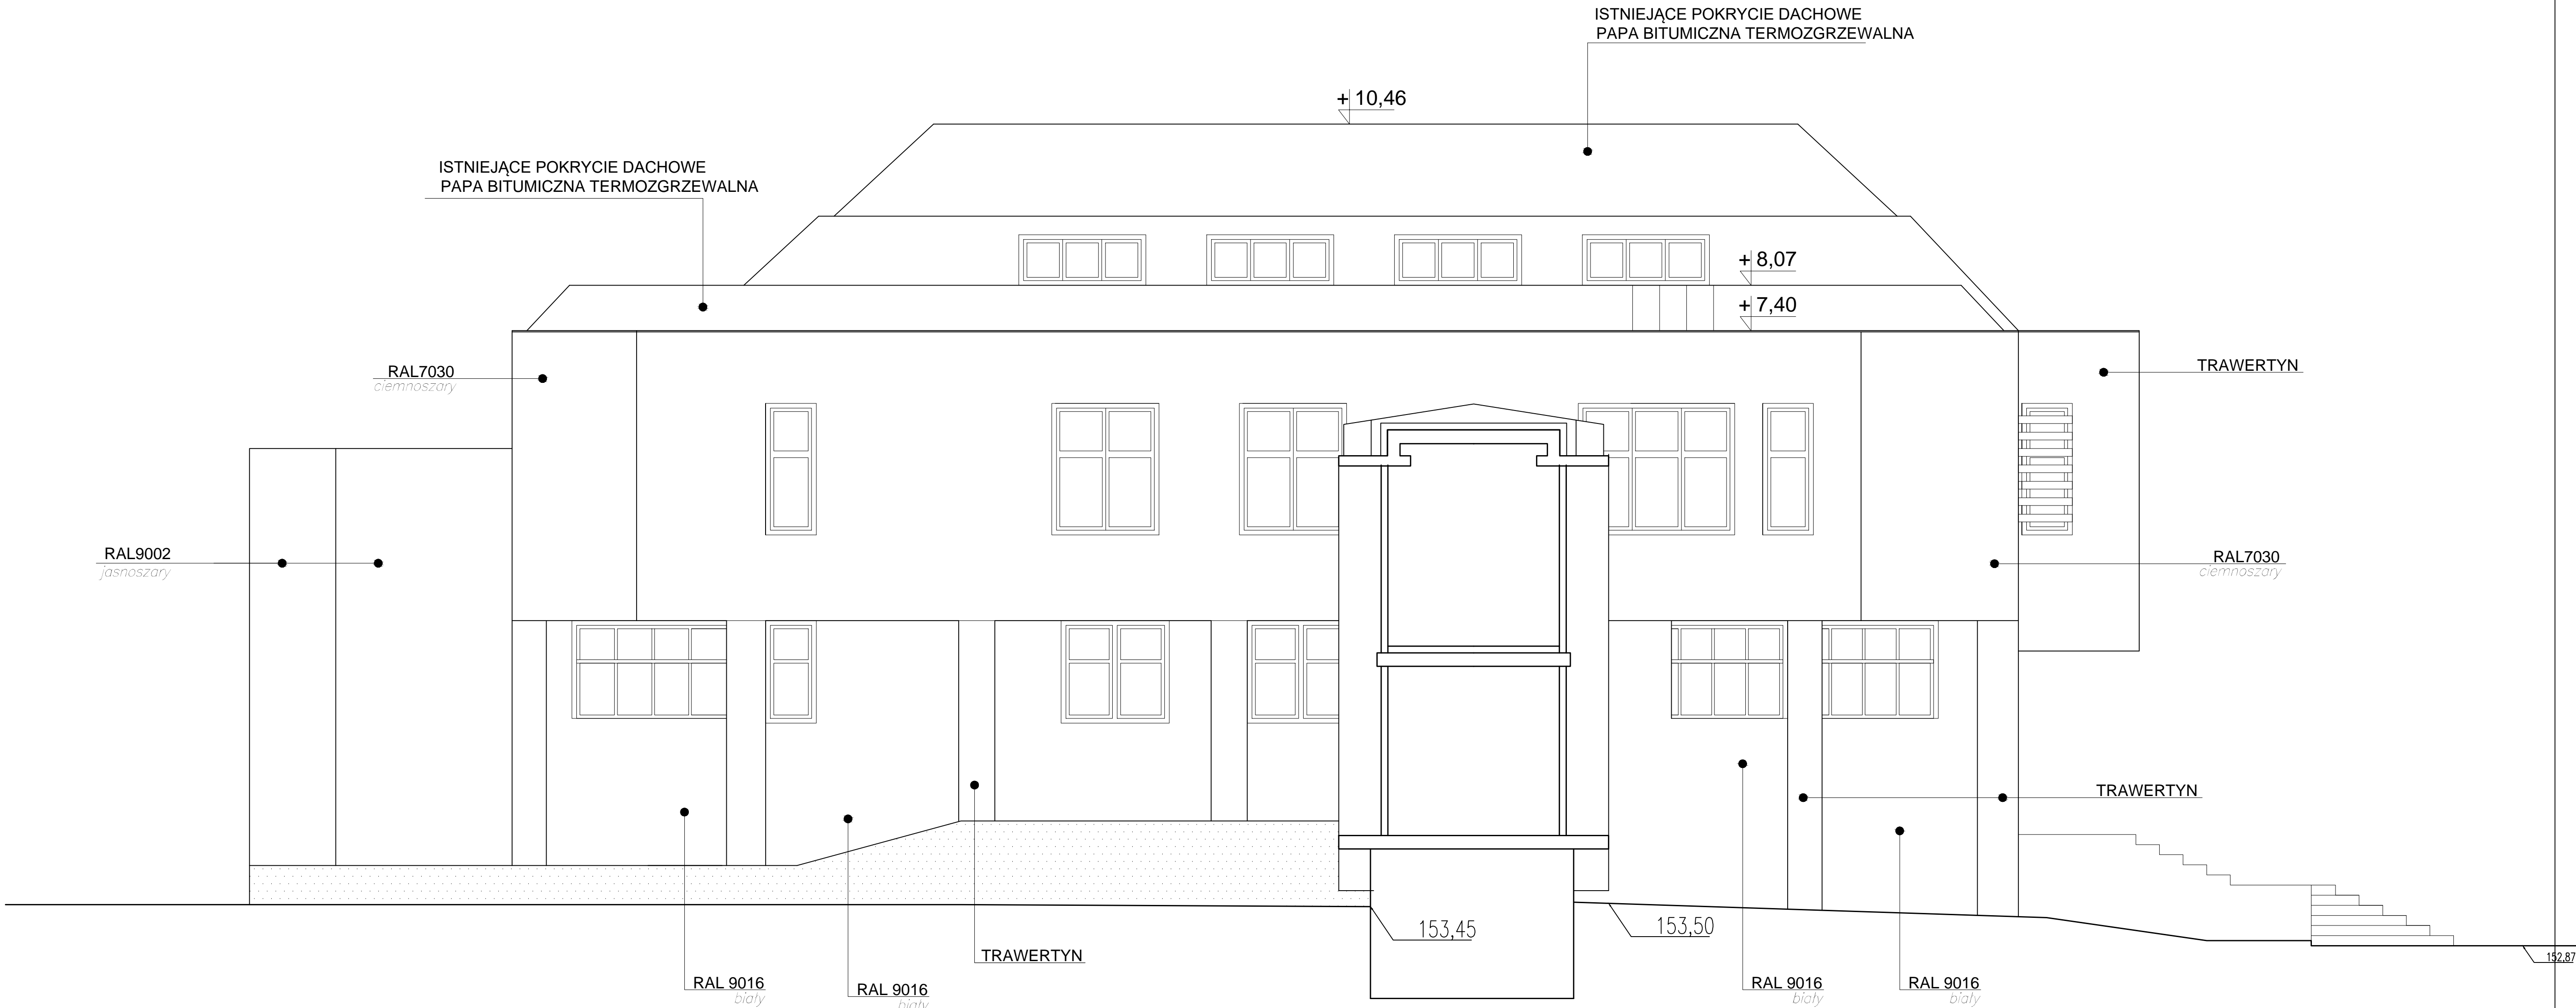 ISTNIEJĄCE POKRYCIE DACHOWE
PAPA BITUMICZNA TERMOZGRZEWALNA
+ 10,46
ISTNIEJĄCE POKRYCIE DACHOWE
PAPA BITUMICZNA TERMOZGRZEWALNA
+ 8,07
+ 7,40
RAL7030
ciemnoszary
TRAWERTYN
RAL9002
jasnoszary
RAL7030
ciemnoszary
TRAWERTYN
153,45
153,50
TRAWERTYN
152,87
RAL 9016
biały
RAL 9016
biały
RAL 9016
biały
RAL 9016
biały